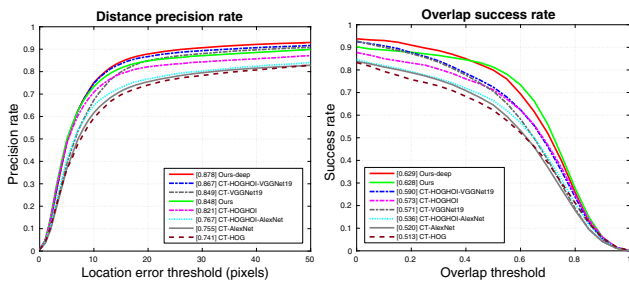 Distance precision rate
Precision rate
1
0.9
0.8
0.7
0.6
0.5
0.4
0.3
0.2
0.1
0
[0.878] Ours-deep
[0.867] CT-HOGHOI-VGGNet19
[0.849] CT-VGGNet19
[0.848] Ours
[0.821] CT-HOGHOI
[0.767] CT-HOGHOI-AlexNet
[0.755] CT-AlexNet
[0.741] CT-HOG
0 10 20 30 40 50
Location error threshold (pixels)
Overlap success rate
Success rate
1
0.9
0.8
0.7
0.6
0.5
0.4
0.3
0.2
0.1
0
[0.629] Ours-deep
[0.628] Ours
[0.590] CT-HOGHOI-VGGNet19
[0.573] CT-HOGHOI
[0.571] CT-VGGNet19
[0.536] CT-HOGHOI-AlexNet
[0.520] CT-AlexNet
[0.513] CT-HOG
0 0.2 0.4 0.6 0.8 1
Overlap threshold